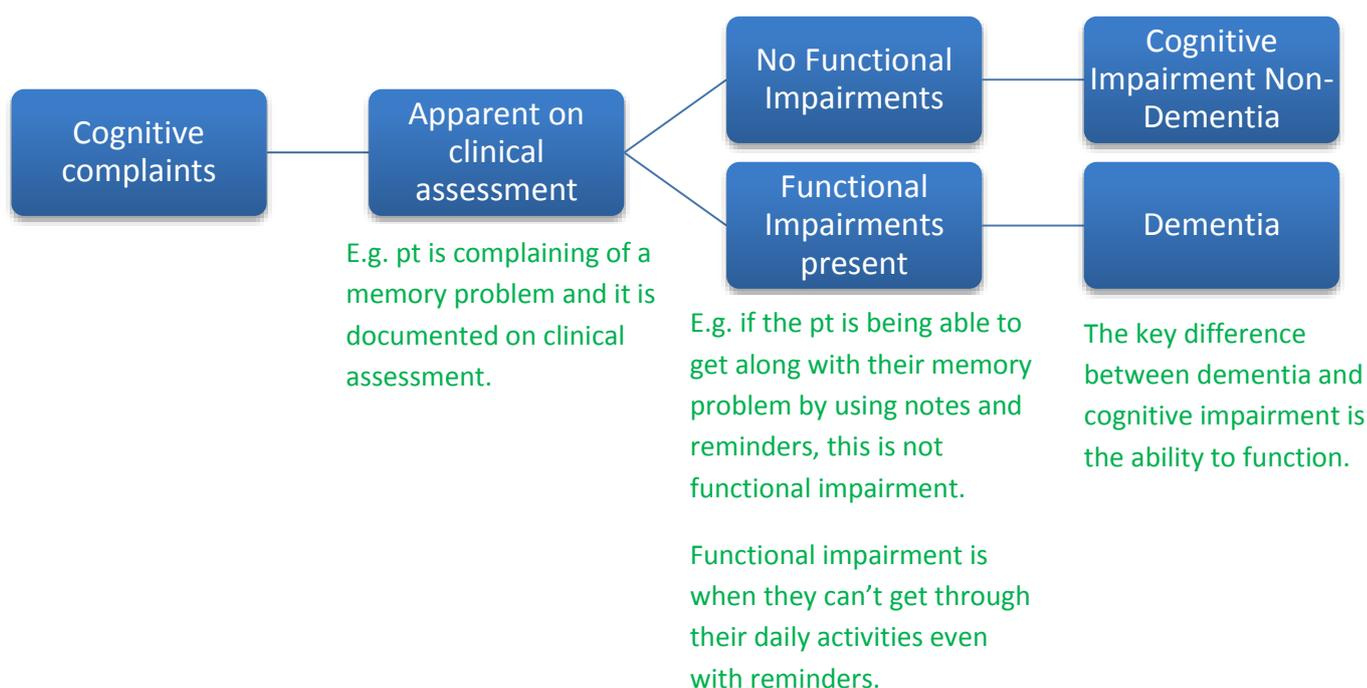 Cognitive
complaints
Apparent on
clinical
assessment
E.g. pt is complaining of a
memory problem and it is
documented on clinical
assessment.
No Functional
Impairments
Cognitive
Impairment Non-
Dementia
Functional
Impairments
present
Dementia
E.g. if the pt is being able to
get along with their memory
problem by using notes and
reminders, this is not
functional impairment.
Functional impairment is
when they can’t get through
their daily activities even
with reminders.
The key difference
between dementia and
cognitive impairment is
the ability to function.